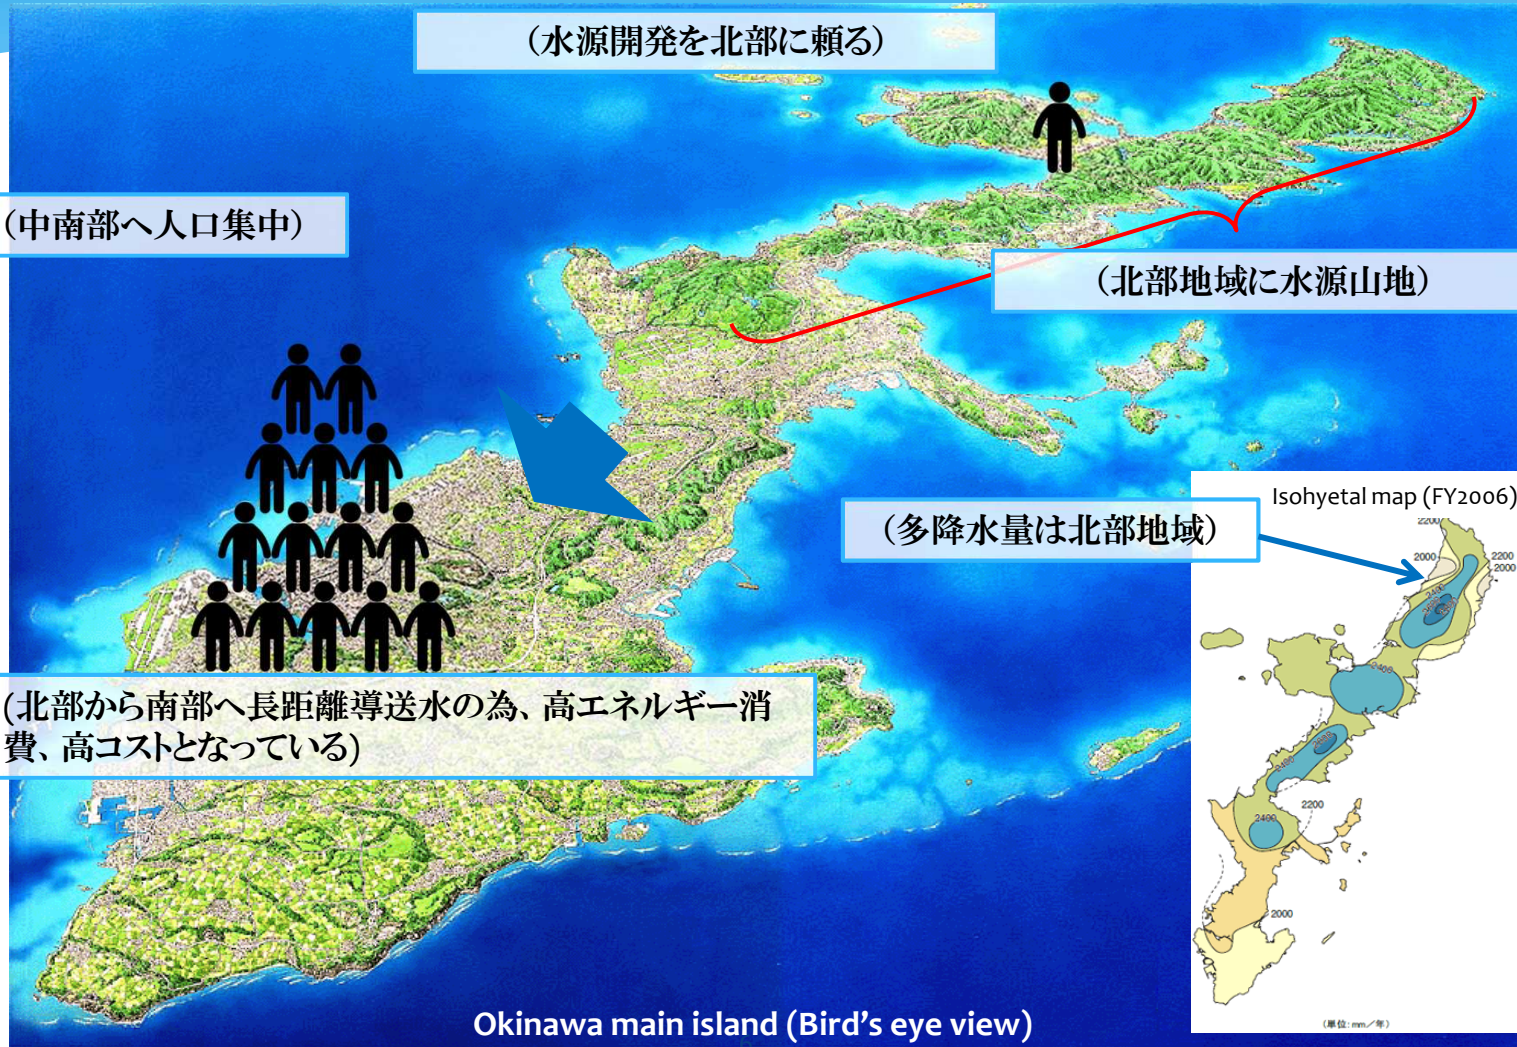 (水源開発を北部に頼る)
(中南部へ人口集中)
(北部地域に水源山地)
(多降水量は北部地域)
(北部から南部へ長距離導送水の為、高エネルギー消
費、高コストとなっている)
Okinawa main island (Bird's eye view)
Isohyetal map (FY2006)
2200
2000
2200
2000
2400
2400
2400
2200
2400
2000
(単位:mm/年)